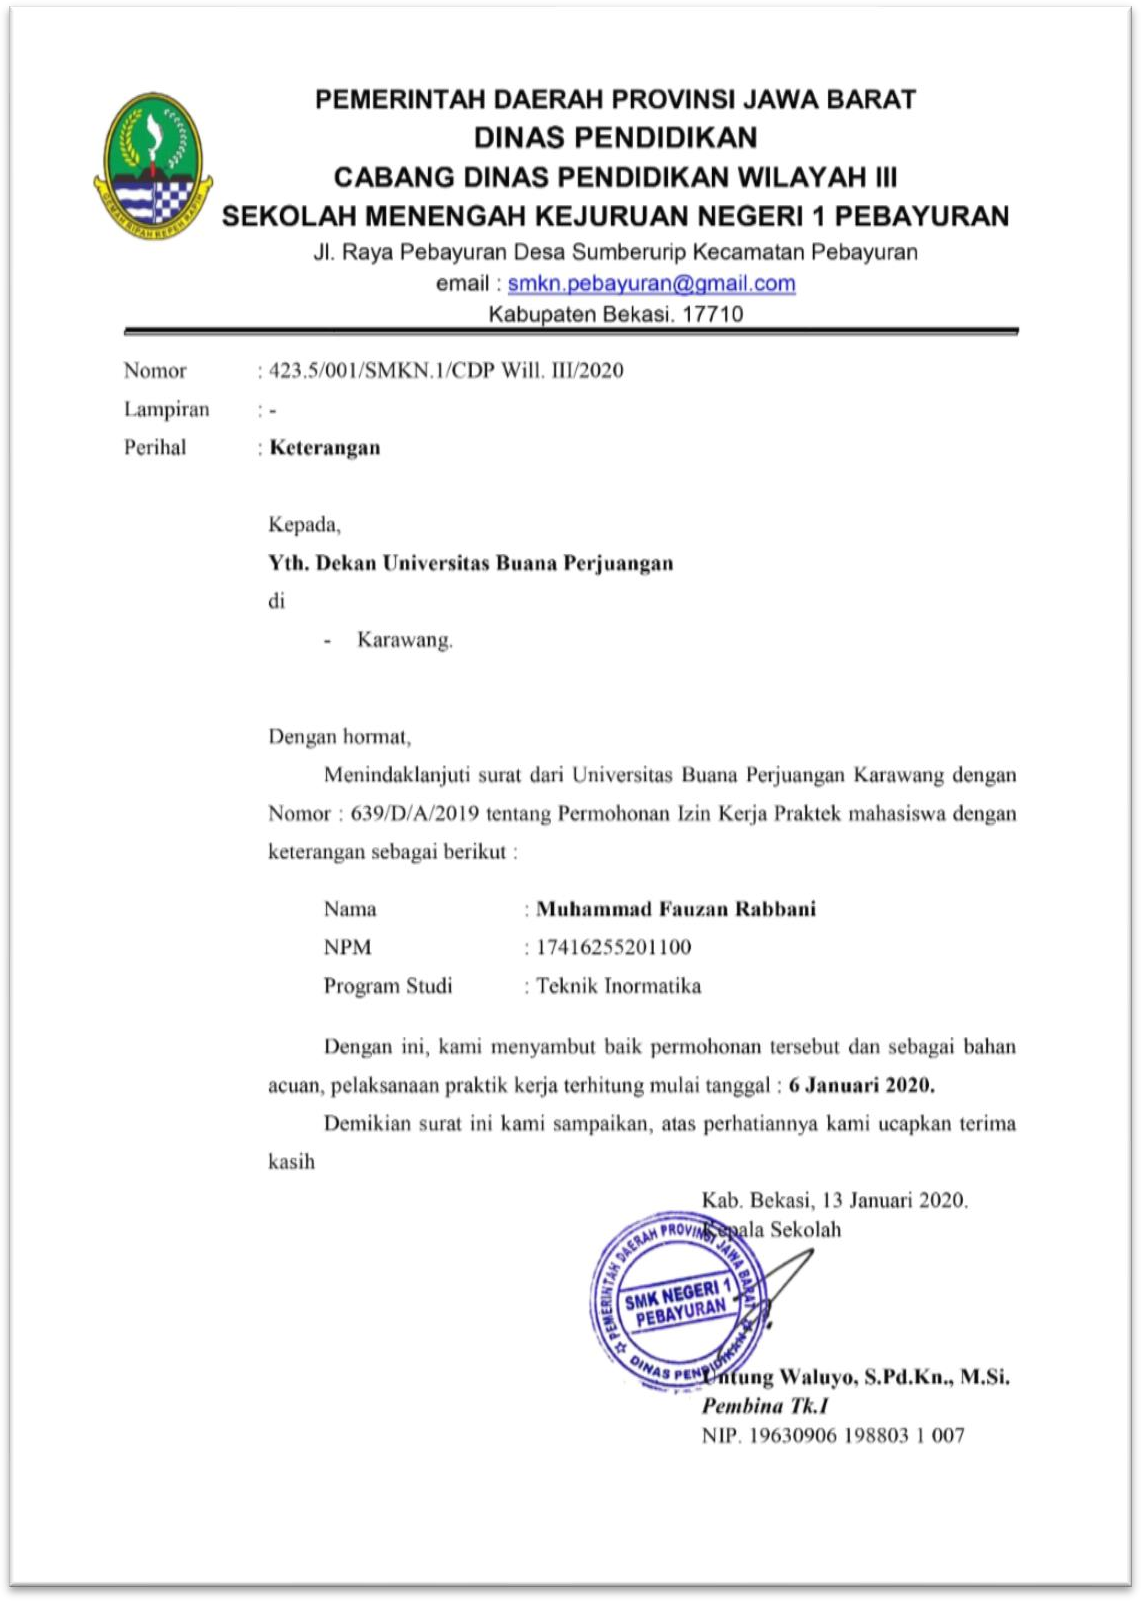 PEMERINTAH DAERAH PROVINSI JAWA BARAT
DINAS PENDIDIKAN
CABANG DINAS PENDIDIKAN WILAYAH III
SEKOLAH MENENGAH KEJURUAN NEGERI 1 PEBAYURAN
Jl. Raya Pebayuran Desa Sumberurip Kecamatan Pebayuran
email : smkn.pebayuran@gmail.com
Kabupaten Bekasi. 17710
GEMAH RIPAH REPEH RAPIH
Nomor : 423.5/001/SMKN.1/CDP Will. III/2020
Lampiran : -
Perihal : Keterangan
Kepada,
Yth. Dekan Universitas Buana Perjuangan
di
- Karawang.
Dengan hormat,
Menindaklanjuti surat dari Universitas Buana Perjuangan Karawang dengan
Nomor : 639/D/A/2019 tentang Permohonan Izin Kerja Praktek mahasiswa dengan
keterangan sebagai berikut :
Nama : Muhammad Fauzan Rabbani
NPM : 17416255201100
Program Studi : Teknik Inormatika
Dengan ini, kami menyambut baik permohonan tersebut dan sebagai bahan
acuan, pelaksanaan praktik kerja terhitung mulai tanggal : 6 Januari 2020.
Demikian surat ini kami sampaikan, atas perhatiannya kami ucapkan terima
kasih
Kab. Bekasi, 13 Januari 2020.
Kepala Sekolah
PEMERINTAH DAERAH PROVINSI JAWA BARAT
SMK NEGERI 1
PEBAYURAN
DINAS PENDIDIKAN
Untung Waluyo, S.Pd.Kn., M.Si.
Pembina Tk.I
NIP. 19630906 198803 1 007